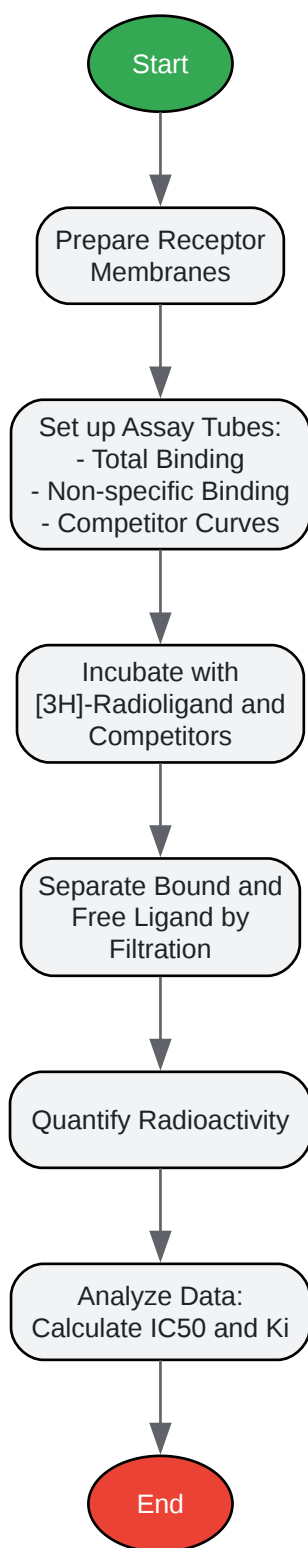 Start
Prepare Receptor
Membranes
Set up Assay Tubes:
- Total Binding
- Non-specific Binding
- Competitor Curves
Incubate with
[3H]-Radioligand and
Competitors
Separate Bound and
Free Ligand by
Filtration
Quantify Radioactivity
Analyze Data:
Calculate IC50 and Ki
End